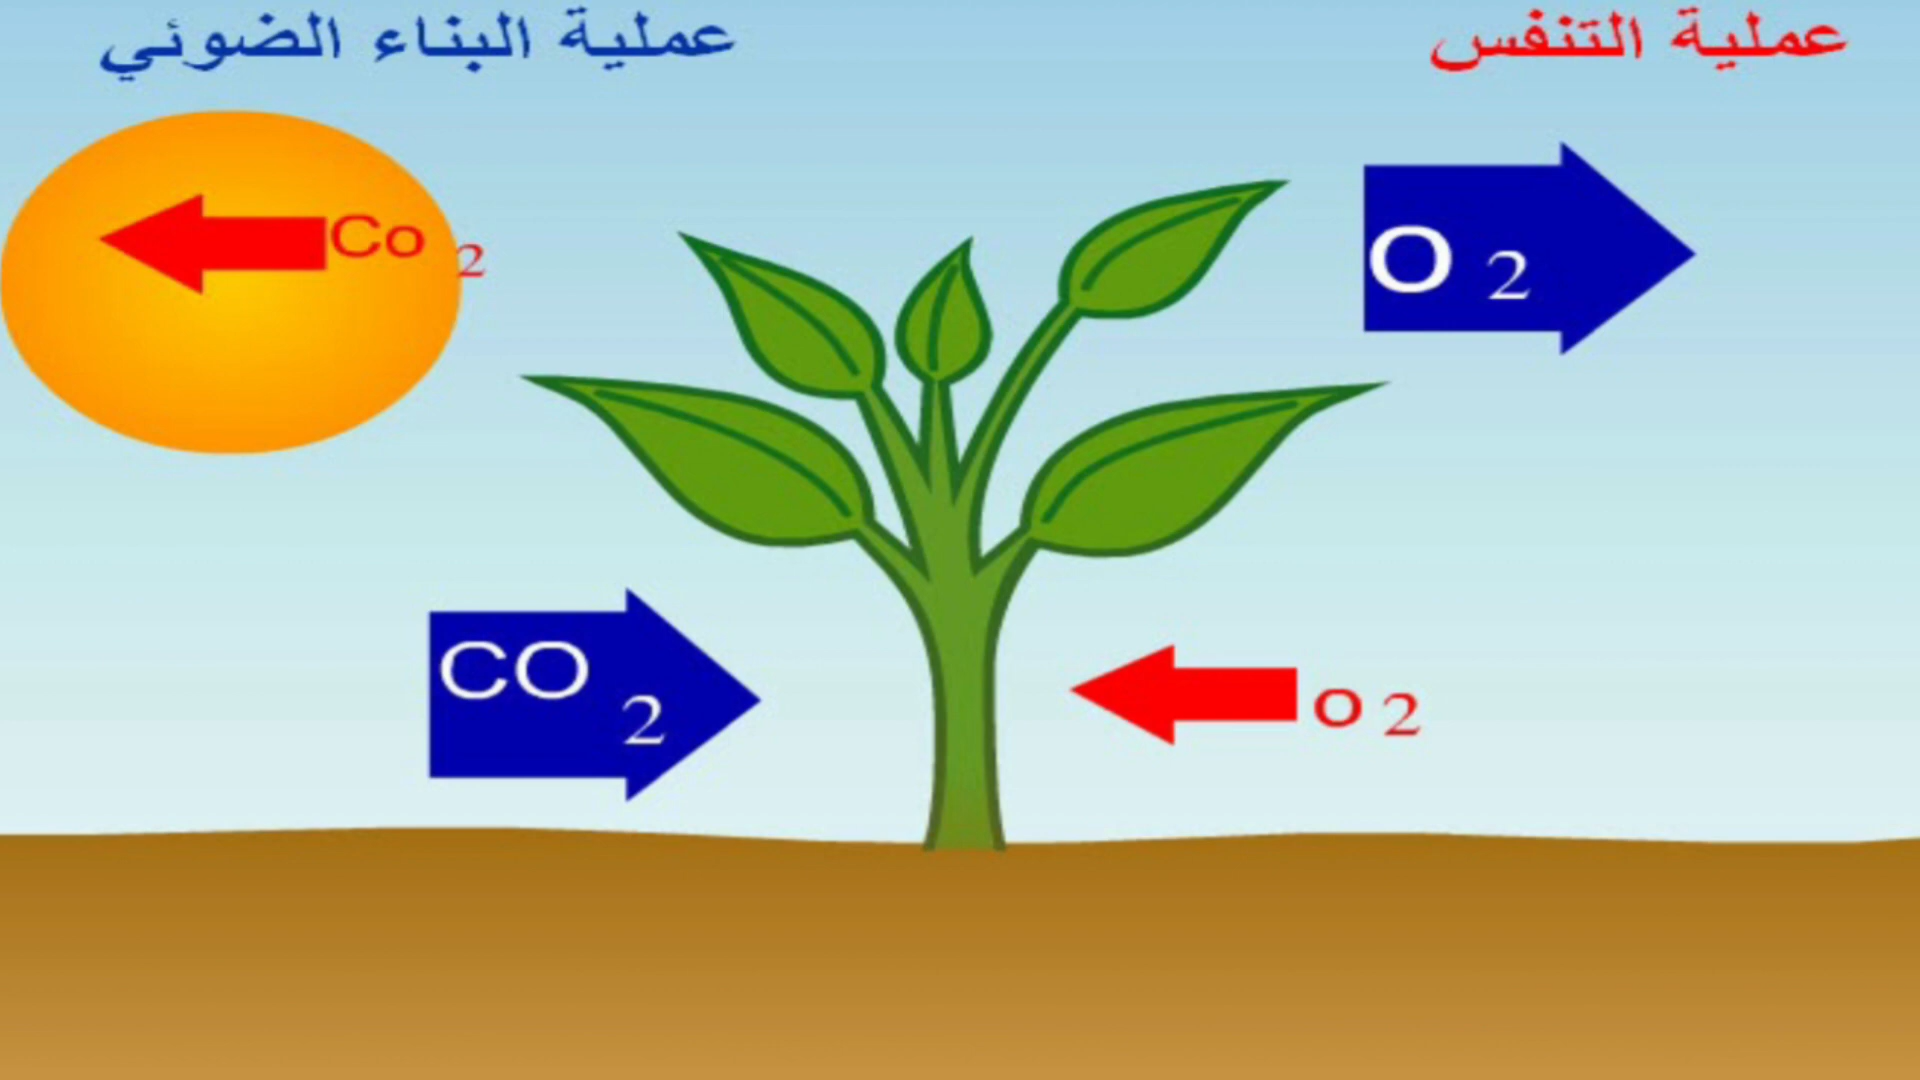 عملية التنفس
عملية البناء الضوئي
Co 2
O 2
CO 2
o 2